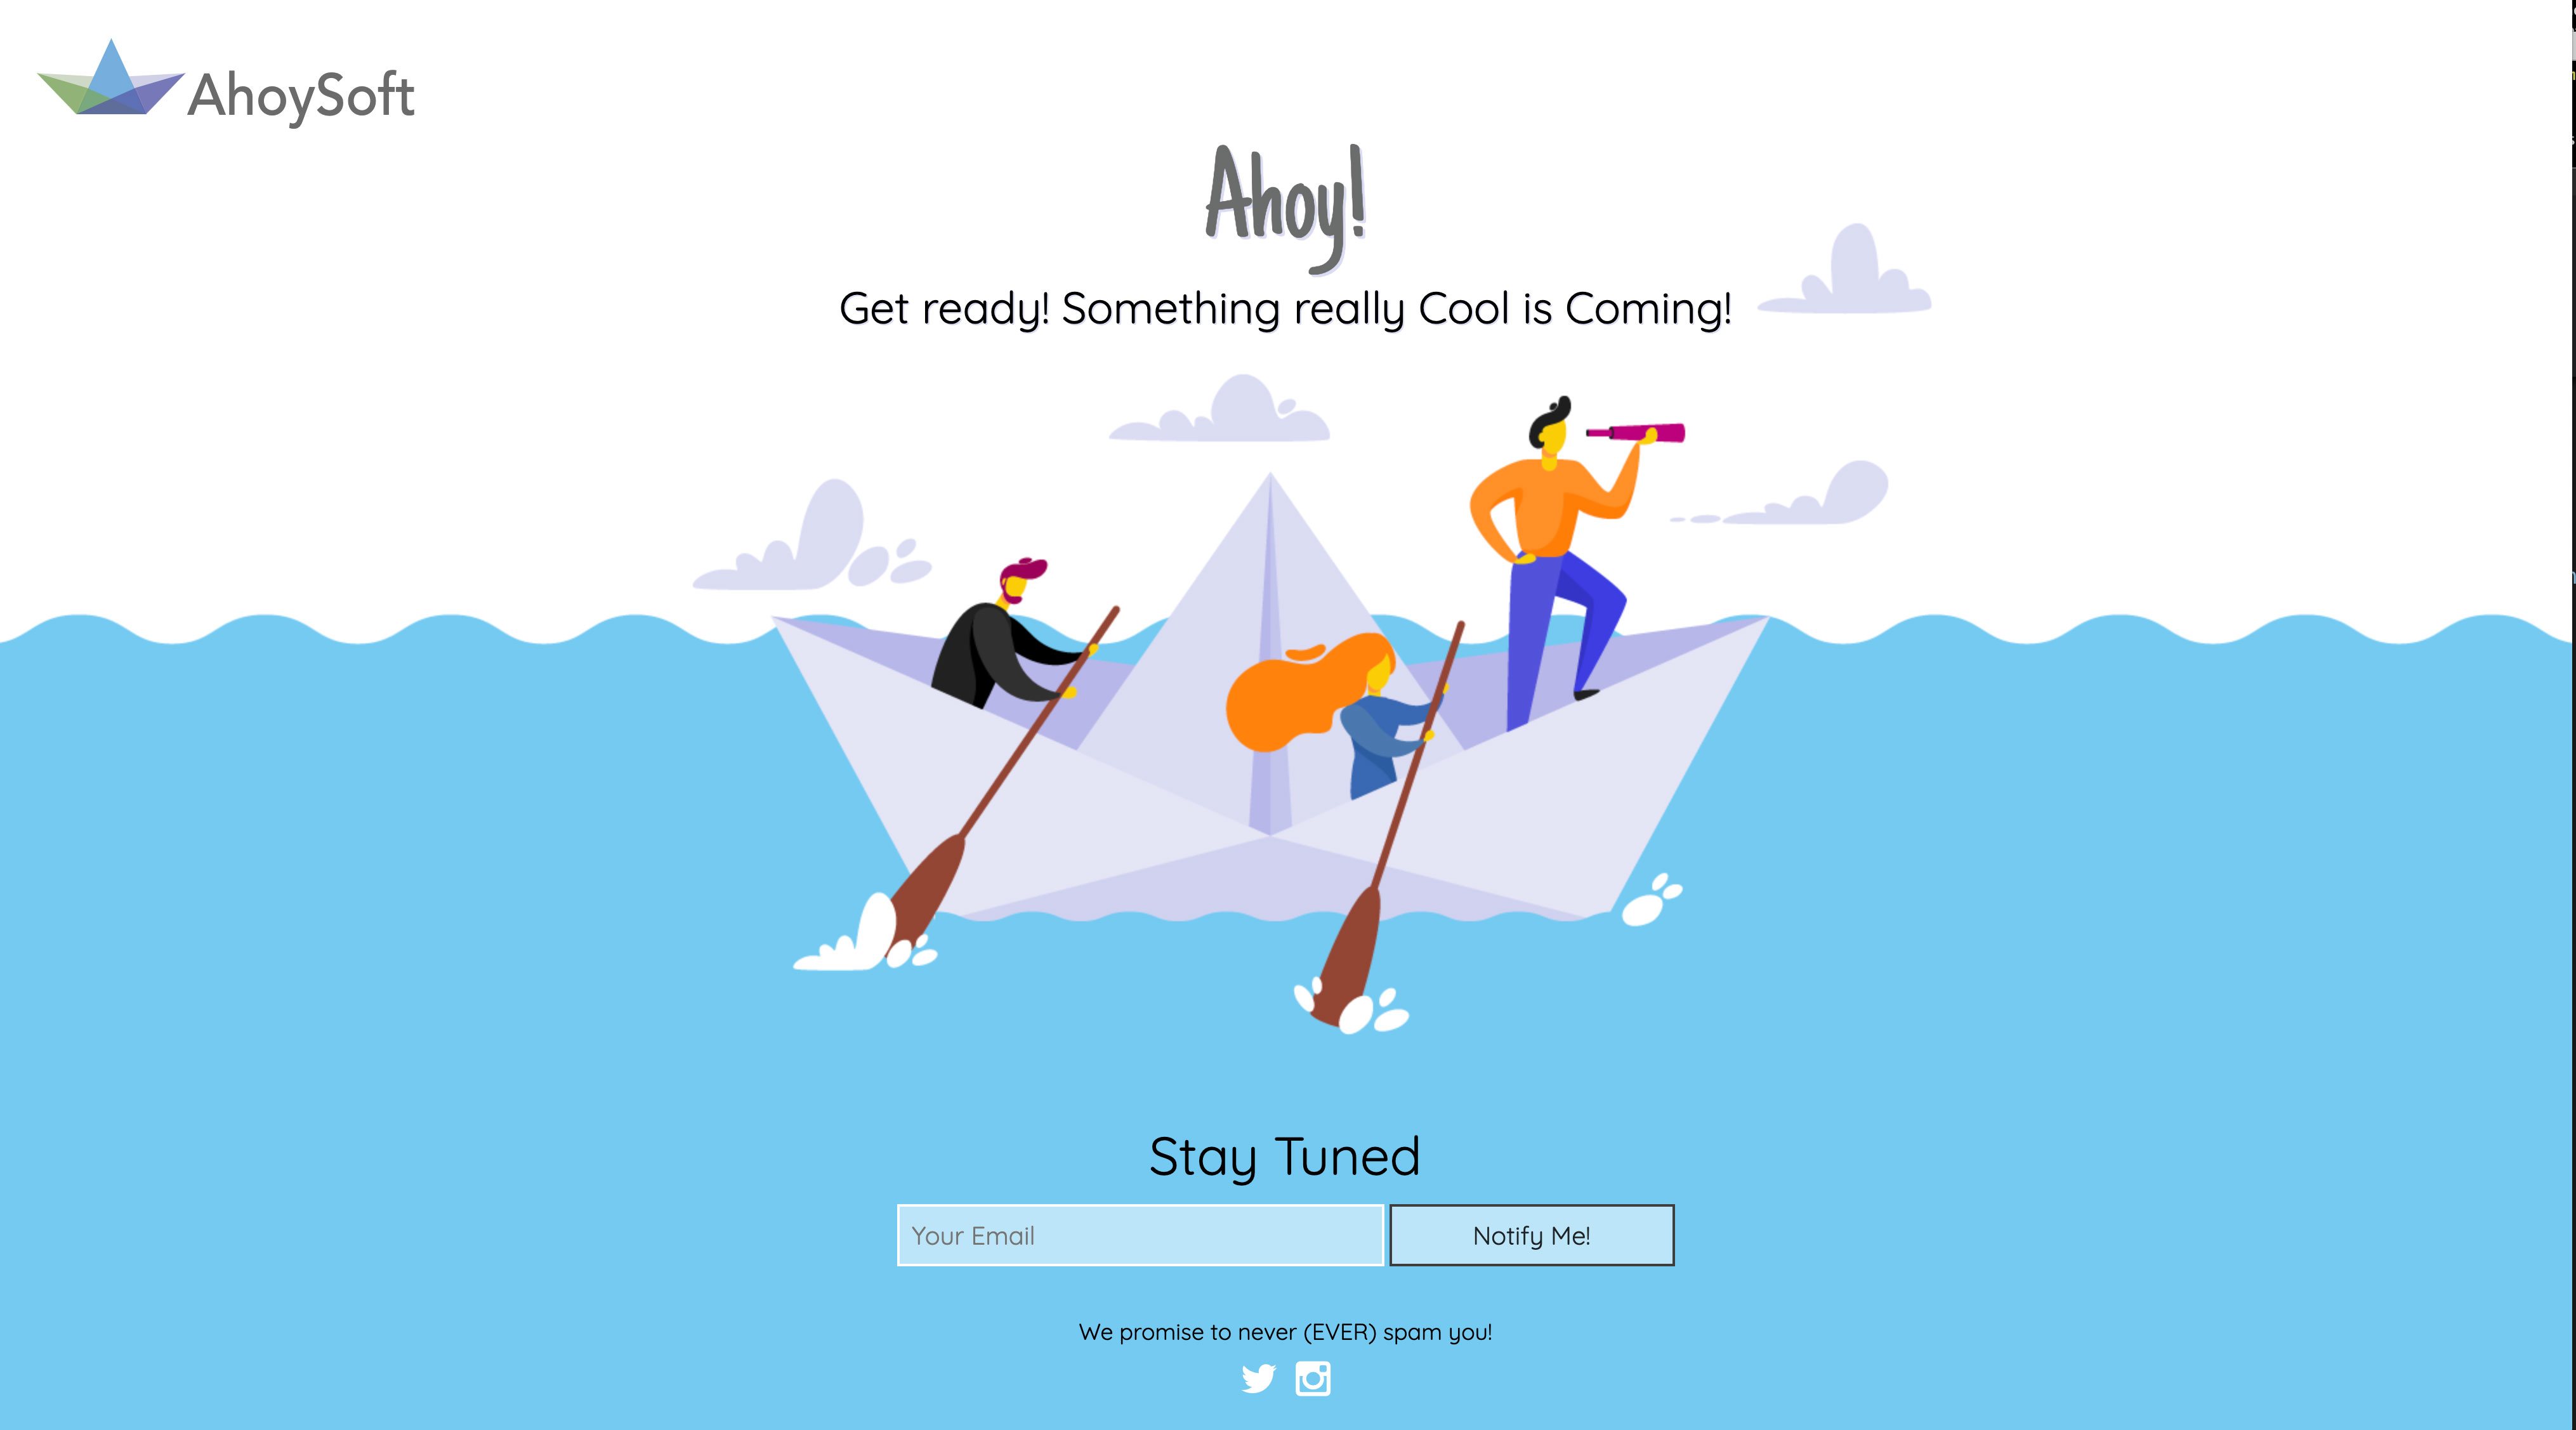 AhoySoft
Ahoy!
Get ready! Something really Cool is Coming!
Stay Tuned
Your Email
Notify Me!
We promise to never (EVER) spam you!